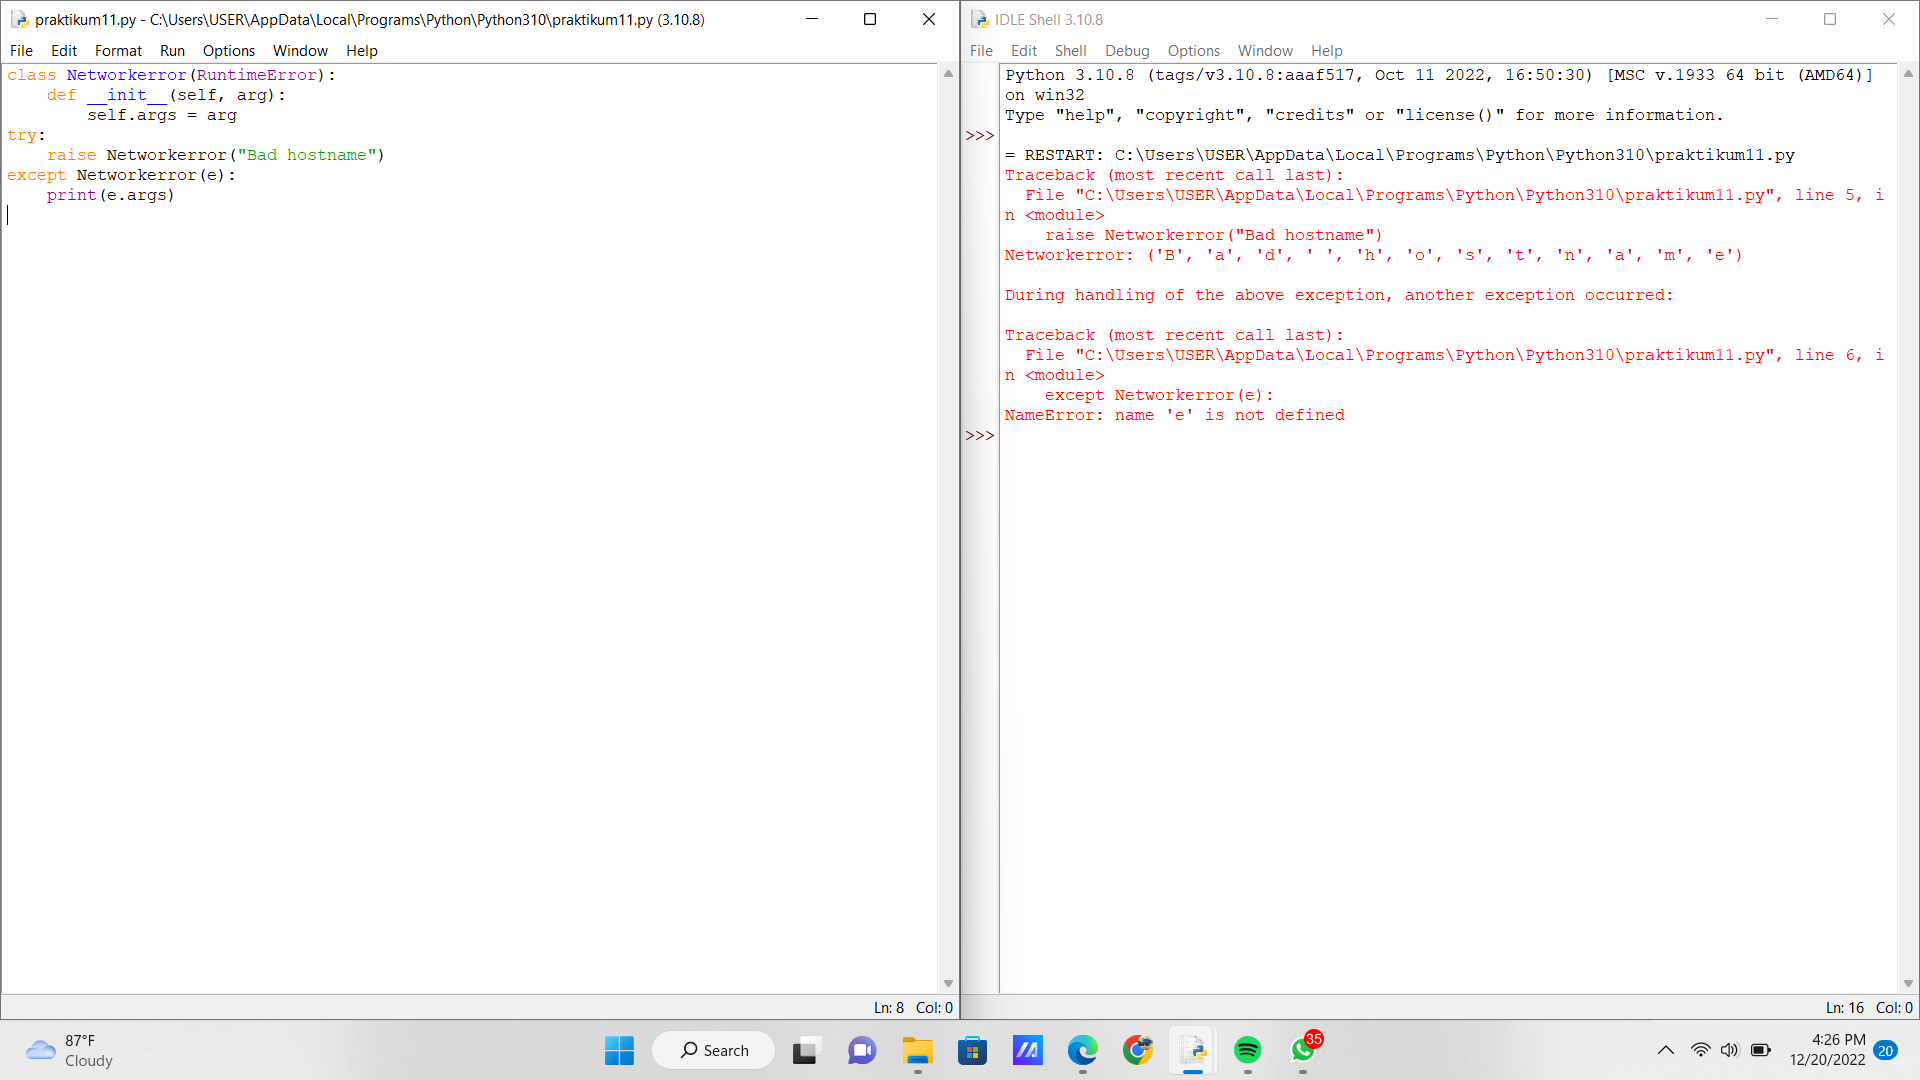 praktikum11.py - C:\Users\USER\AppData\Local\Programs\Python\Python310\praktikum11.py (3.10.8)
File Edit Format Run Options Window Help
class Networkerror(RuntimeError):
    def __init__(self, arg):
        self.args = arg
try:
    raise Networkerror("Bad hostname")
except Networkerror(e):
    print(e.args)
Ln: 8 Col: 0
IDLE Shell 3.10.8
File Edit Shell Debug Options Window Help
Python 3.10.8 (tags/v3.10.8:aaaf517, Oct 11 2022, 16:50:30) [MSC v.1933 64 bit (AMD64)]
on win32
Type "help", "copyright", "credits" or "license()" for more information.
>>>
= RESTART: C:\Users\USER\AppData\Local\Programs\Python\Python310\praktikum11.py
Traceback (most recent call last):
  File "C:\Users\USER\AppData\Local\Programs\Python\Python310\praktikum11.py", line 5, i
n <module>
    raise Networkerror("Bad hostname")
Networkerror: ('B', 'a', 'd', ' ', 'h', 'o', 's', 't', 'n', 'a', 'm', 'e')
During handling of the above exception, another exception occurred:
Traceback (most recent call last):
  File "C:\Users\USER\AppData\Local\Programs\Python\Python310\praktikum11.py", line 6, i
n <module>
    except Networkerror(e):
NameError: name 'e' is not defined
>>>
Ln: 16 Col: 0
87°F
Cloudy
Search
35
4:26 PM
12/20/2022
20